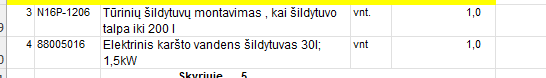 3 N16P-1206 Tūrinių šildytuvų montavimas , kai šildytuvo talpa iki 200 l vnt. 1,0
4 88005016 Elektrinis karšto vandens šildytuvas 30l; 1,5kW vnt 1,0
Skyriuje 5